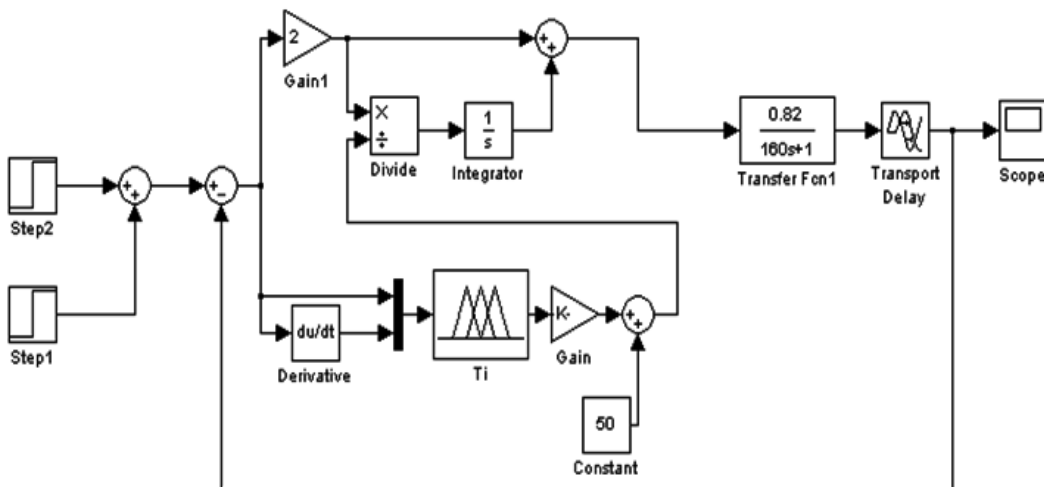 2
Gain1
×
÷
Divide
1
s
Integrator
0.82
160s+1
Transfer Fcn1
Transport
Delay
Scope
Step2
Step1
du/dt
Derivative
Ti
K-
Gain
50
Constant